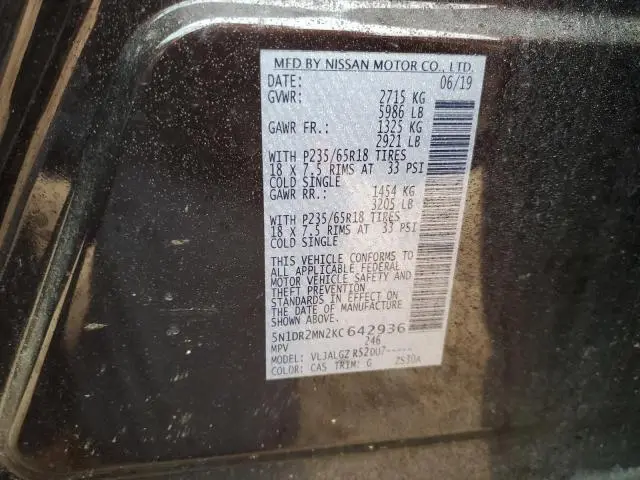 MFD BY NISSAN MOTOR CO., LTD.
DATE: 06/19
GVWR: 2715 KG
5986 LB
GAWR FR.: 1325 KG
2921 LB
WITH P235/65R18 TIRES
18 X 7.5 RIMS AT 33 PSI
COLD SINGLE
GAWR RR.: 1454 KG
3205 LB
WITH P235/65R18 TIRES
18 X 7.5 RIMS AT 33 PSI
COLD SINGLE
THIS VEHICLE CONFORMS TO
ALL APPLICABLE FEDERAL
MOTOR VEHICLE SAFETY AND
THEFT PREVENTION
STANDARDS IN EFFECT ON
THE DATE OF MANUFACTURE
SHOWN ABOVE.
5N1DR2MN2KC642936
MPV 246
MODEL: VL3ALGZ R52DU7-----
COLOR: CAS TRIM: G 2S30A